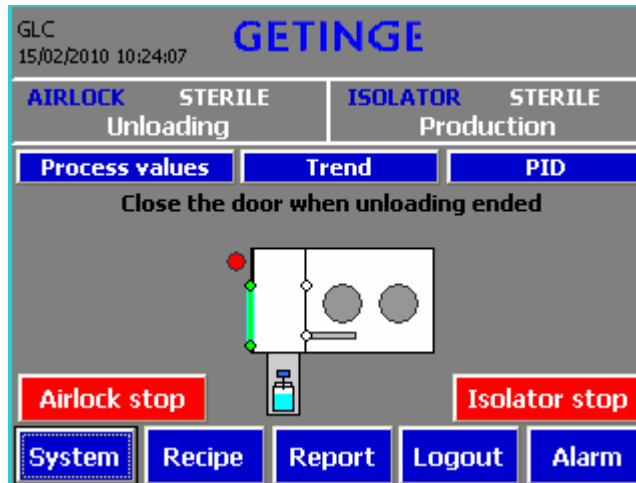 GLC
GETINGE
15/02/2010 10:24:07
AIRLOCK STERILE
Unloading
ISOLATOR STERILE
Production
Process values
Trend
PID
Close the door when unloading ended
Airlock stop
Isolator stop
System
Recipe
Report
Logout
Alarm